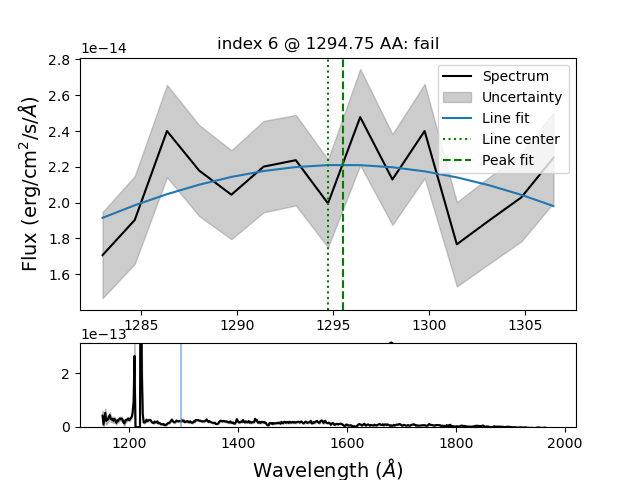 index 6 @ 1294.75 AA: fail
1e−14
2.8
2.6
2.4
2.2
2.0
1.8
1.6
Flux (erg/cm²/s/Å)
Spectrum
Uncertainty
Line fit
Line center
Peak fit
1285 1290 1295 1300 1305
1e−13
2
0
1200 1400 1600 1800 2000
Wavelength (Å)